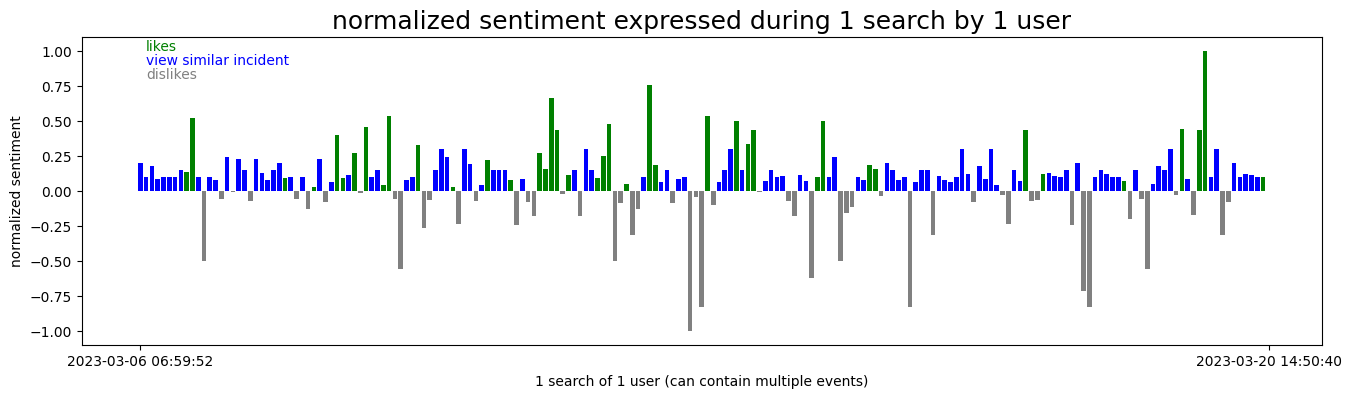 normalized sentiment expressed during 1 search by 1 user
likes
view similar incident
dislikes
normalized sentiment
1.00
0.75
0.50
0.25
0.00
−0.25
−0.50
−0.75
−1.00
2023-03-06 06:59:52
2023-03-20 14:50:40
1 search of 1 user (can contain multiple events)